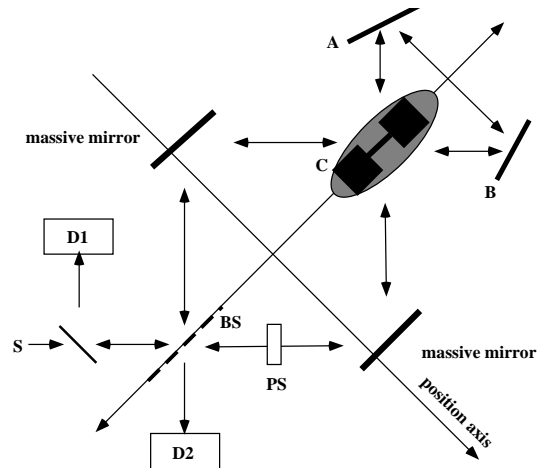 A
massive mirror
C
B
D1
BS
S
massive mirror
PS
position axis
D2